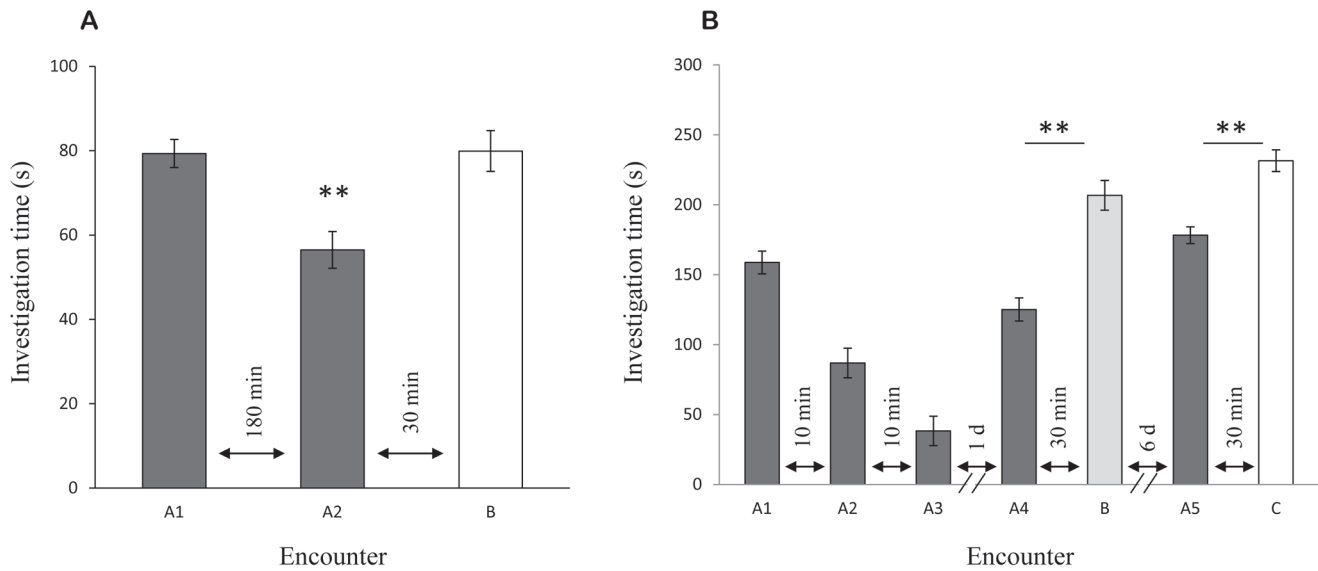 A
Investigation time (s)
100
80
60
40
20
0
**
180 min
30 min
A1 A2 B
Encounter
B
Investigation time (s)
300
250
200
150
100
50
0
** **
10 min
10 min
1 d
30 min
6 d
30 min
A1 A2 A3 A4 B A5 C
Encounter